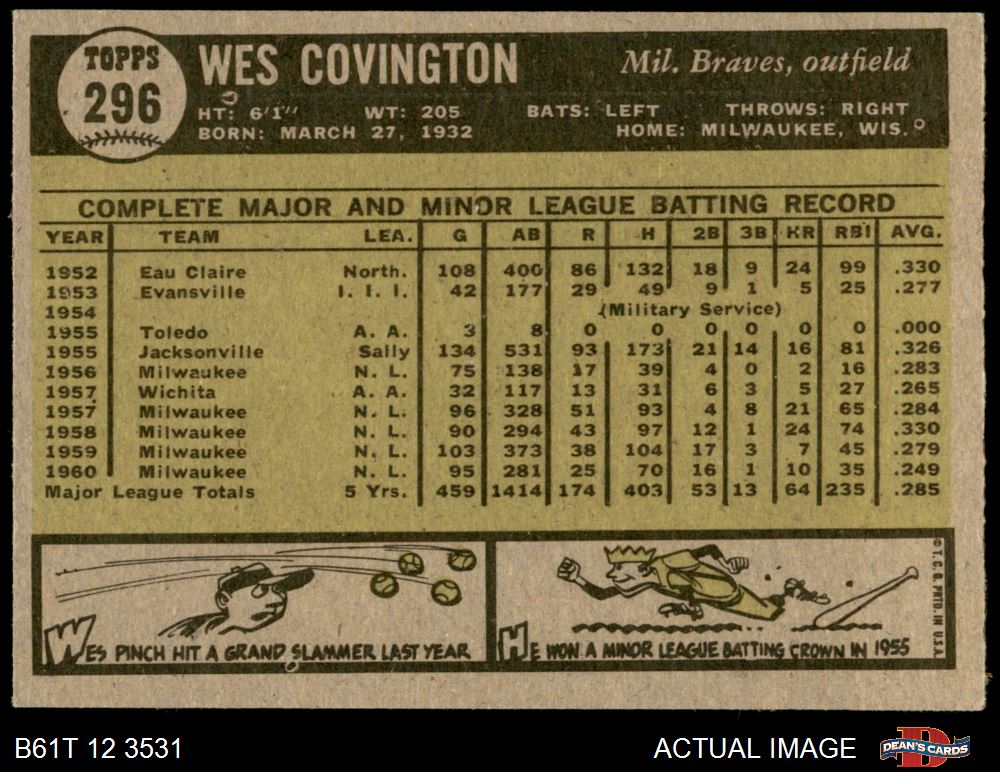 TOPPS
296
WES COVINGTON
Mil. Braves, outfield
HT: 6'1" WT: 205 BATS: LEFT THROWS: RIGHT
BORN: MARCH 27, 1932 HOME: MILWAUKEE, WIS.
COMPLETE MAJOR AND MINOR LEAGUE BATTING RECORD
YEAR TEAM LEA. G AB R H 2B 3B HR RBI AVG.
1952 Eau Claire North. 108 400 86 132 18 9 24 99 .330
1953 Evansville I. I. I. 42 177 29 49 9 1 5 25 .277
1954 (Military Service)
1955 Toledo A. A. 3 8 0 0 0 0 0 0 .000
1955 Jacksonville Sally 134 531 93 173 21 14 16 81 .326
1956 Milwaukee N. L. 75 138 17 39 4 0 2 16 .283
1957 Wichita A. A. 32 117 13 31 6 3 5 27 .265
1957 Milwaukee N. L. 96 328 51 93 4 8 21 65 .284
1958 Milwaukee N. L. 90 294 43 97 12 1 24 74 .330
1959 Milwaukee N. L. 103 373 38 104 17 3 7 45 .279
1960 Milwaukee N. L. 95 281 25 70 16 1 10 35 .249
Major League Totals 5 Yrs. 459 1414 174 403 53 13 64 235 .285
WES PINCH HIT A GRAND SLAMMER LAST YEAR
HE WON A MINOR LEAGUE BATTING CROWN IN 1955
© T. C. G. PRTD. IN U.S.A.
B61T 12 3531
ACTUAL IMAGE
D
DEAN'S CARDS